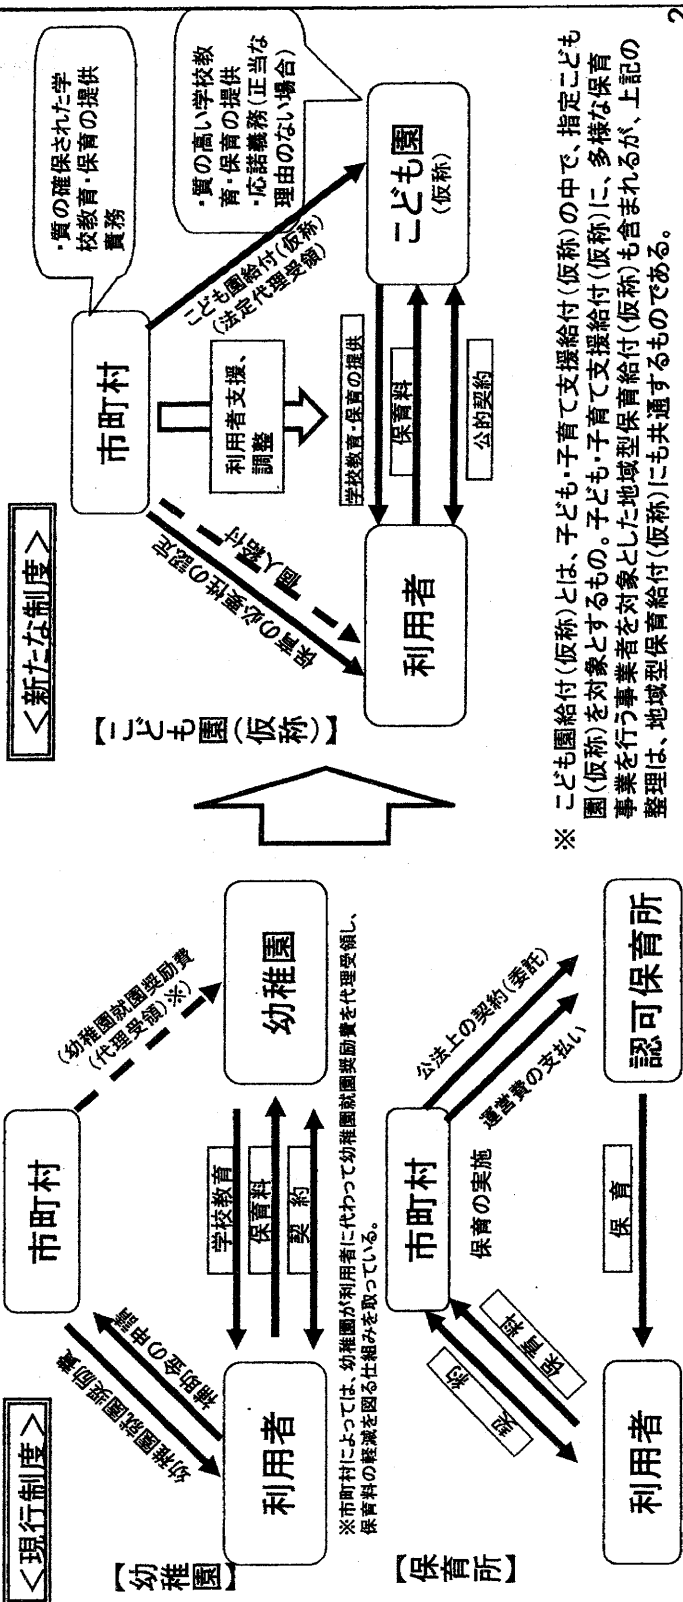 <現行制度>
【幼稚園】
市町村
幼稚園就園奨励費
補助金の申請
(幼稚園就園奨励費
(代理受領)※)
利用者
学校教育
保育料
契 約
幼稚園
※市町村によっては、幼稚園が利用者に代わって幼稚園就園奨励費を代理受領し、
保育料の軽減を図る仕組みを取っている。
【保育所】
市町村
保育の実施
契 約
保育料
公法上の契約(委託)
運営費の支払い
利用者
保 育
認可保育所
<新たな制度>
【こども園(仮称)】
市町村
・質の確保された学
校教育・保育の提供
責務
保育の必要性の認定
個人給付
利用者支援、
調整
こども園給付(仮称)
(法定代理受領)
・質の高い学校教
育・保育の提供
・応諾義務(正当な
理由のない場合)
利用者
学校教育・保育の提供
保育料
公的契約
こども園
(仮称)
※ こども園給付(仮称)とは、子ども・子育て支援給付(仮称)の中で、指定こども
園(仮称)を対象とするもの。子ども・子育て支援給付(仮称)に、多様な保育
事業を行う事業者を対象とした地域型保育給付(仮称)も含まれるが、上記の
整理は、地域型保育給付(仮称)にも共通するものである。
2